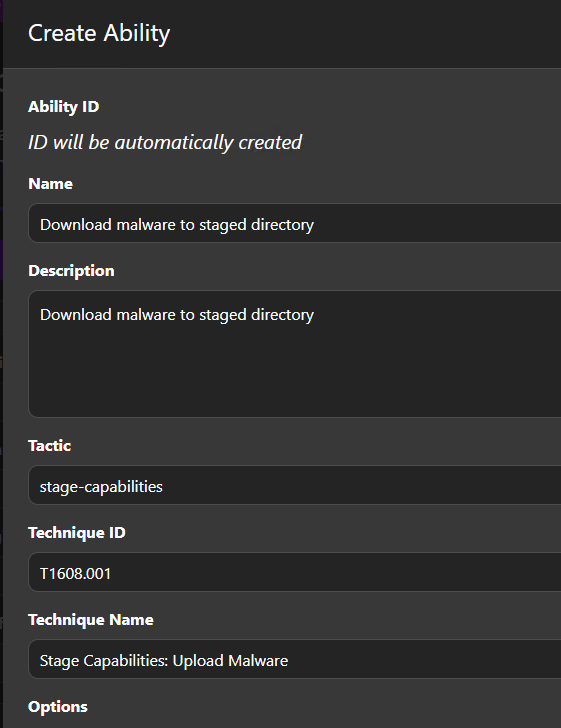 Create Ability
Ability ID
ID will be automatically created
Name
Download malware to staged directory
Description
Download malware to staged directory
Tactic
stage-capabilities
Technique ID
T1608.001
Technique Name
Stage Capabilities: Upload Malware
Options